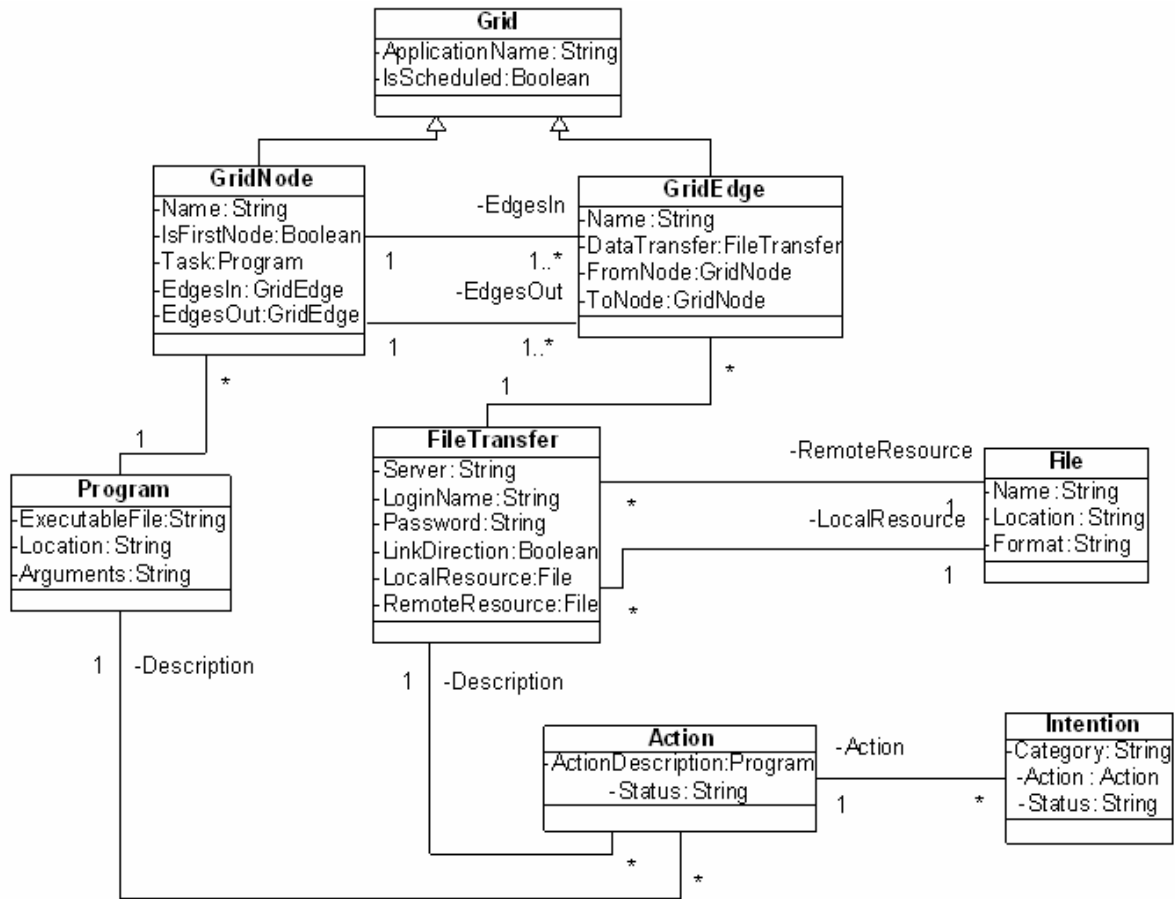 Grid
-ApplicationName:String
-IsScheduled:Boolean
GridNode
-Name:String
-IsFirstNode:Boolean
-Task:Program
-EdgesIn:GridEdge
-EdgesOut:GridEdge
-EdgesIn
1
1..*
-EdgesOut
1
1..*
GridEdge
-Name:String
-DataTransfer:FileTransfer
-FromNode:GridNode
-ToNode:GridNode
*
1
1
*
Program
-ExecutableFile:String
-Location:String
-Arguments:String
FileTransfer
-Server:String
-LoginName:String
-Password:String
-LinkDirection:Boolean
-LocalResource:File
-RemoteResource:File
-RemoteResource
*
1
-LocalResource
*
1
File
-Name:String
-Location:String
-Format:String
1
-Description
1
-Description
Action
-ActionDescription:Program
-Status:String
-Action
1
*
Intention
-Category:String
-Action : Action
-Status:String
*
*